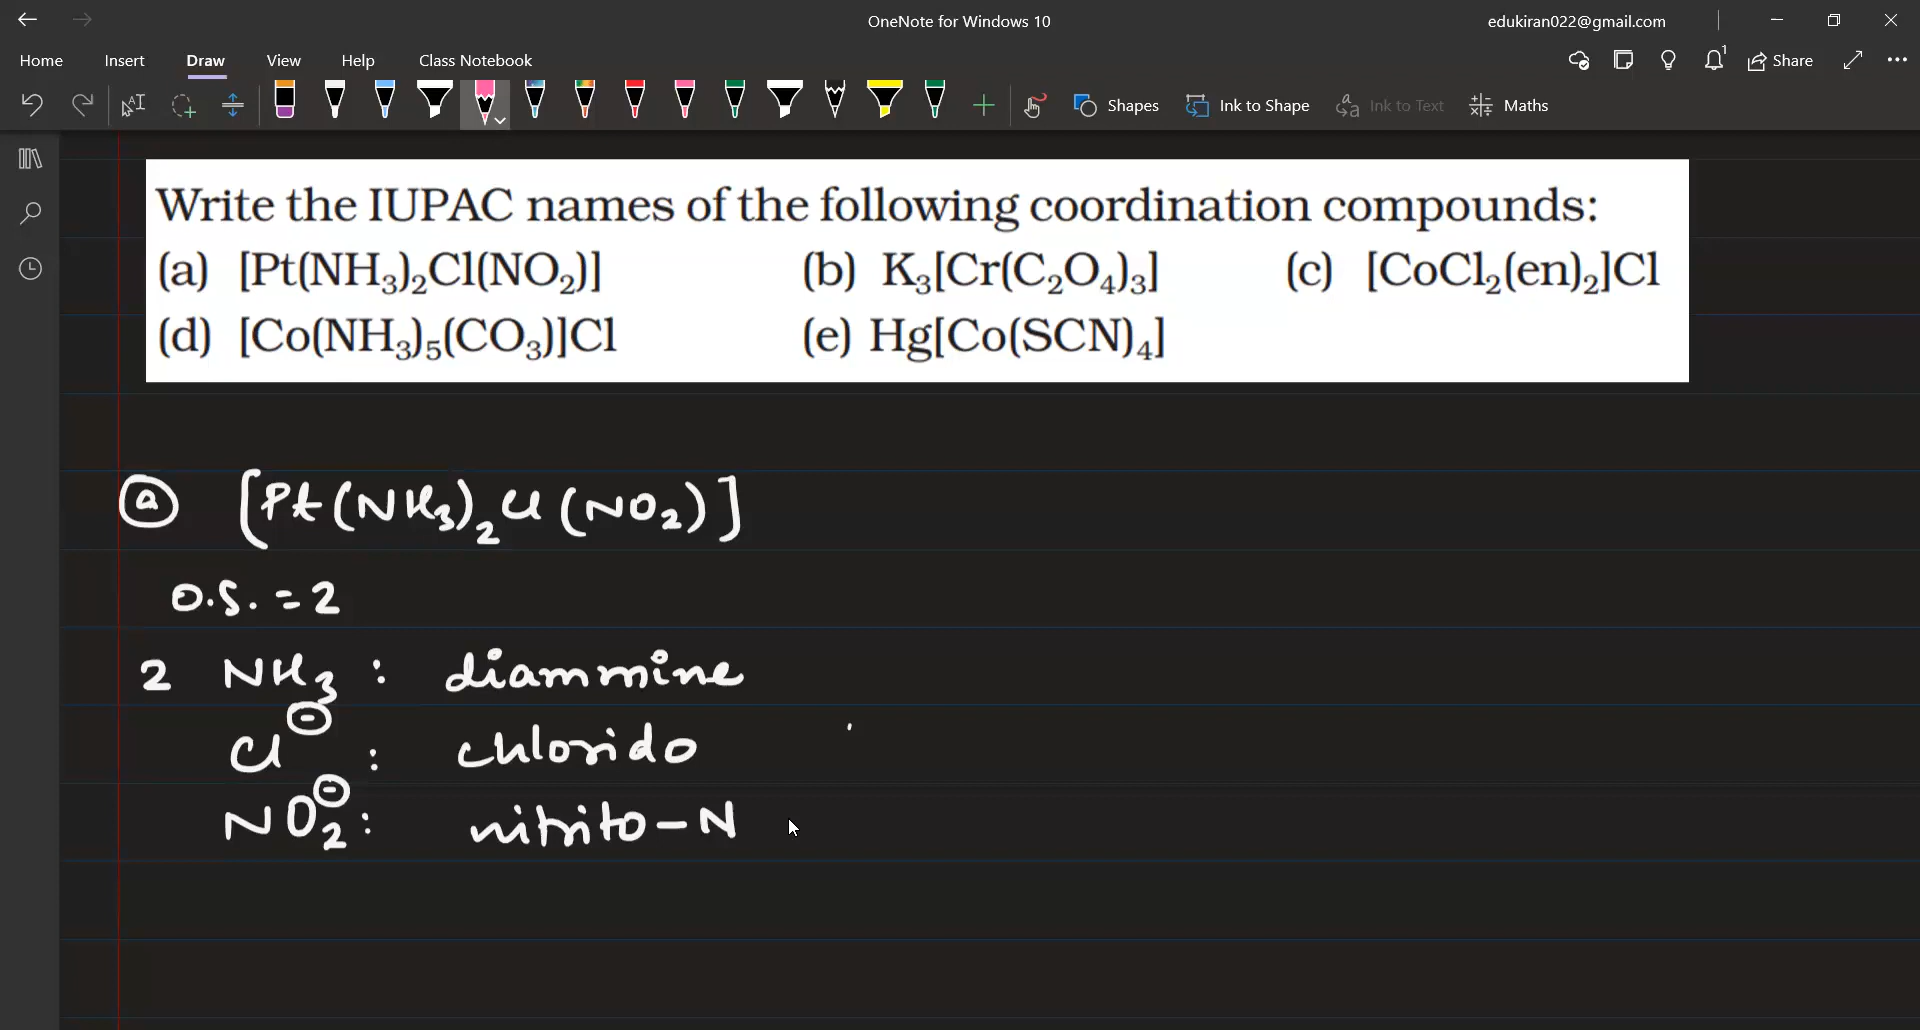 OneNote for Windows 10
edukiran022@gmail.com
Home Insert Draw View Help Class Notebook
1
Share
Shapes Ink to Shape Ink to Text Maths
Write the IUPAC names of the following coordination compounds:
(a) [Pt(NH₃)₂Cl(NO₂)] (b) K₃[Cr(C₂O₄)₃] (c) [CoCl₂(en)₂]Cl
(d) [Co(NH₃)₅(CO₃)]Cl (e) Hg[Co(SCN)₄]
ⓐ [Pt(NH₃)₂Cl(NO₂)]
O.S. = 2
2 NH₃ : diammine
Cl⊖ : chlorido
NO₂⊖ : nitrito-N